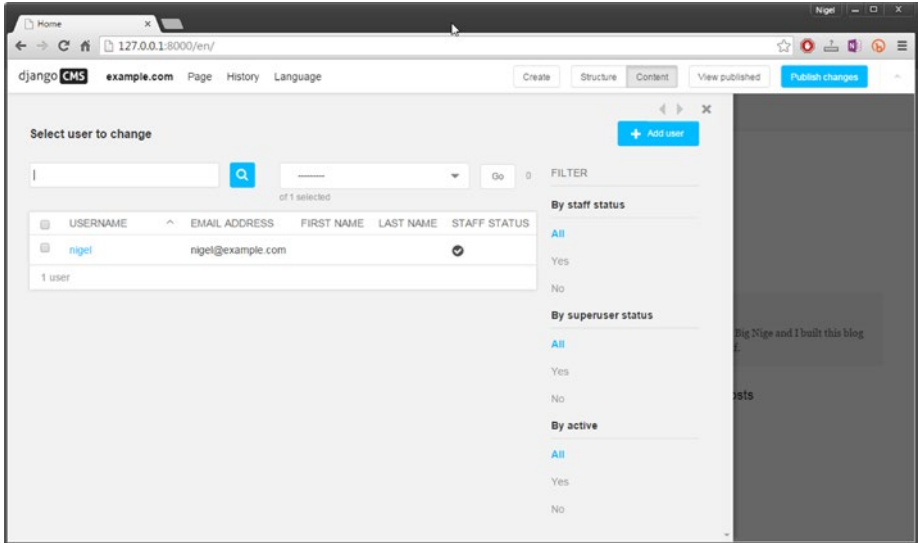 Nigel
Home
127.0.0.1:8000/en/
django CMS example.com Page History Language Create Structure Content View published Publish changes
Select user to change
+ Add user
Go 0
of 1 selected
FILTER
USERNAME EMAIL ADDRESS FIRST NAME LAST NAME STAFF STATUS
nigel nigel@example.com
1 user
By staff status
All
Yes
No
By superuser status
All
Yes
No
By active
All
Yes
No
Big Nige and I built this blog
f.
osts